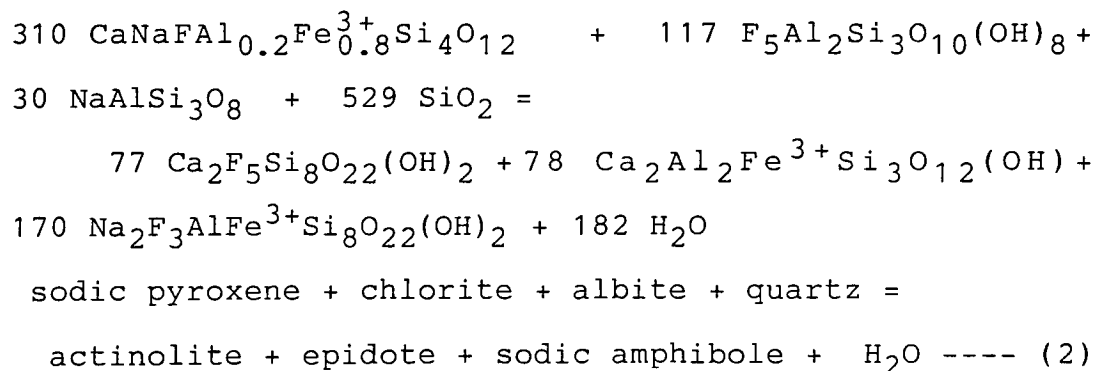 310 CaNaFAl₀.₂Fe³⁺₀.₈Si₄O₁₂ + 117 F₅Al₂Si₃O₁₀(OH)₈ +
30 NaAlSi₃O₈ + 529 SiO₂ =
77 Ca₂F₅Si₈O₂₂(OH)₂ + 78 Ca₂Al₂Fe³⁺Si₃O₁₂(OH) +
170 Na₂F₃AlFe³⁺Si₈O₂₂(OH)₂ + 182 H₂O
sodic pyroxene + chlorite + albite + quartz =
actinolite + epidote + sodic amphibole + H₂O ---- (2)